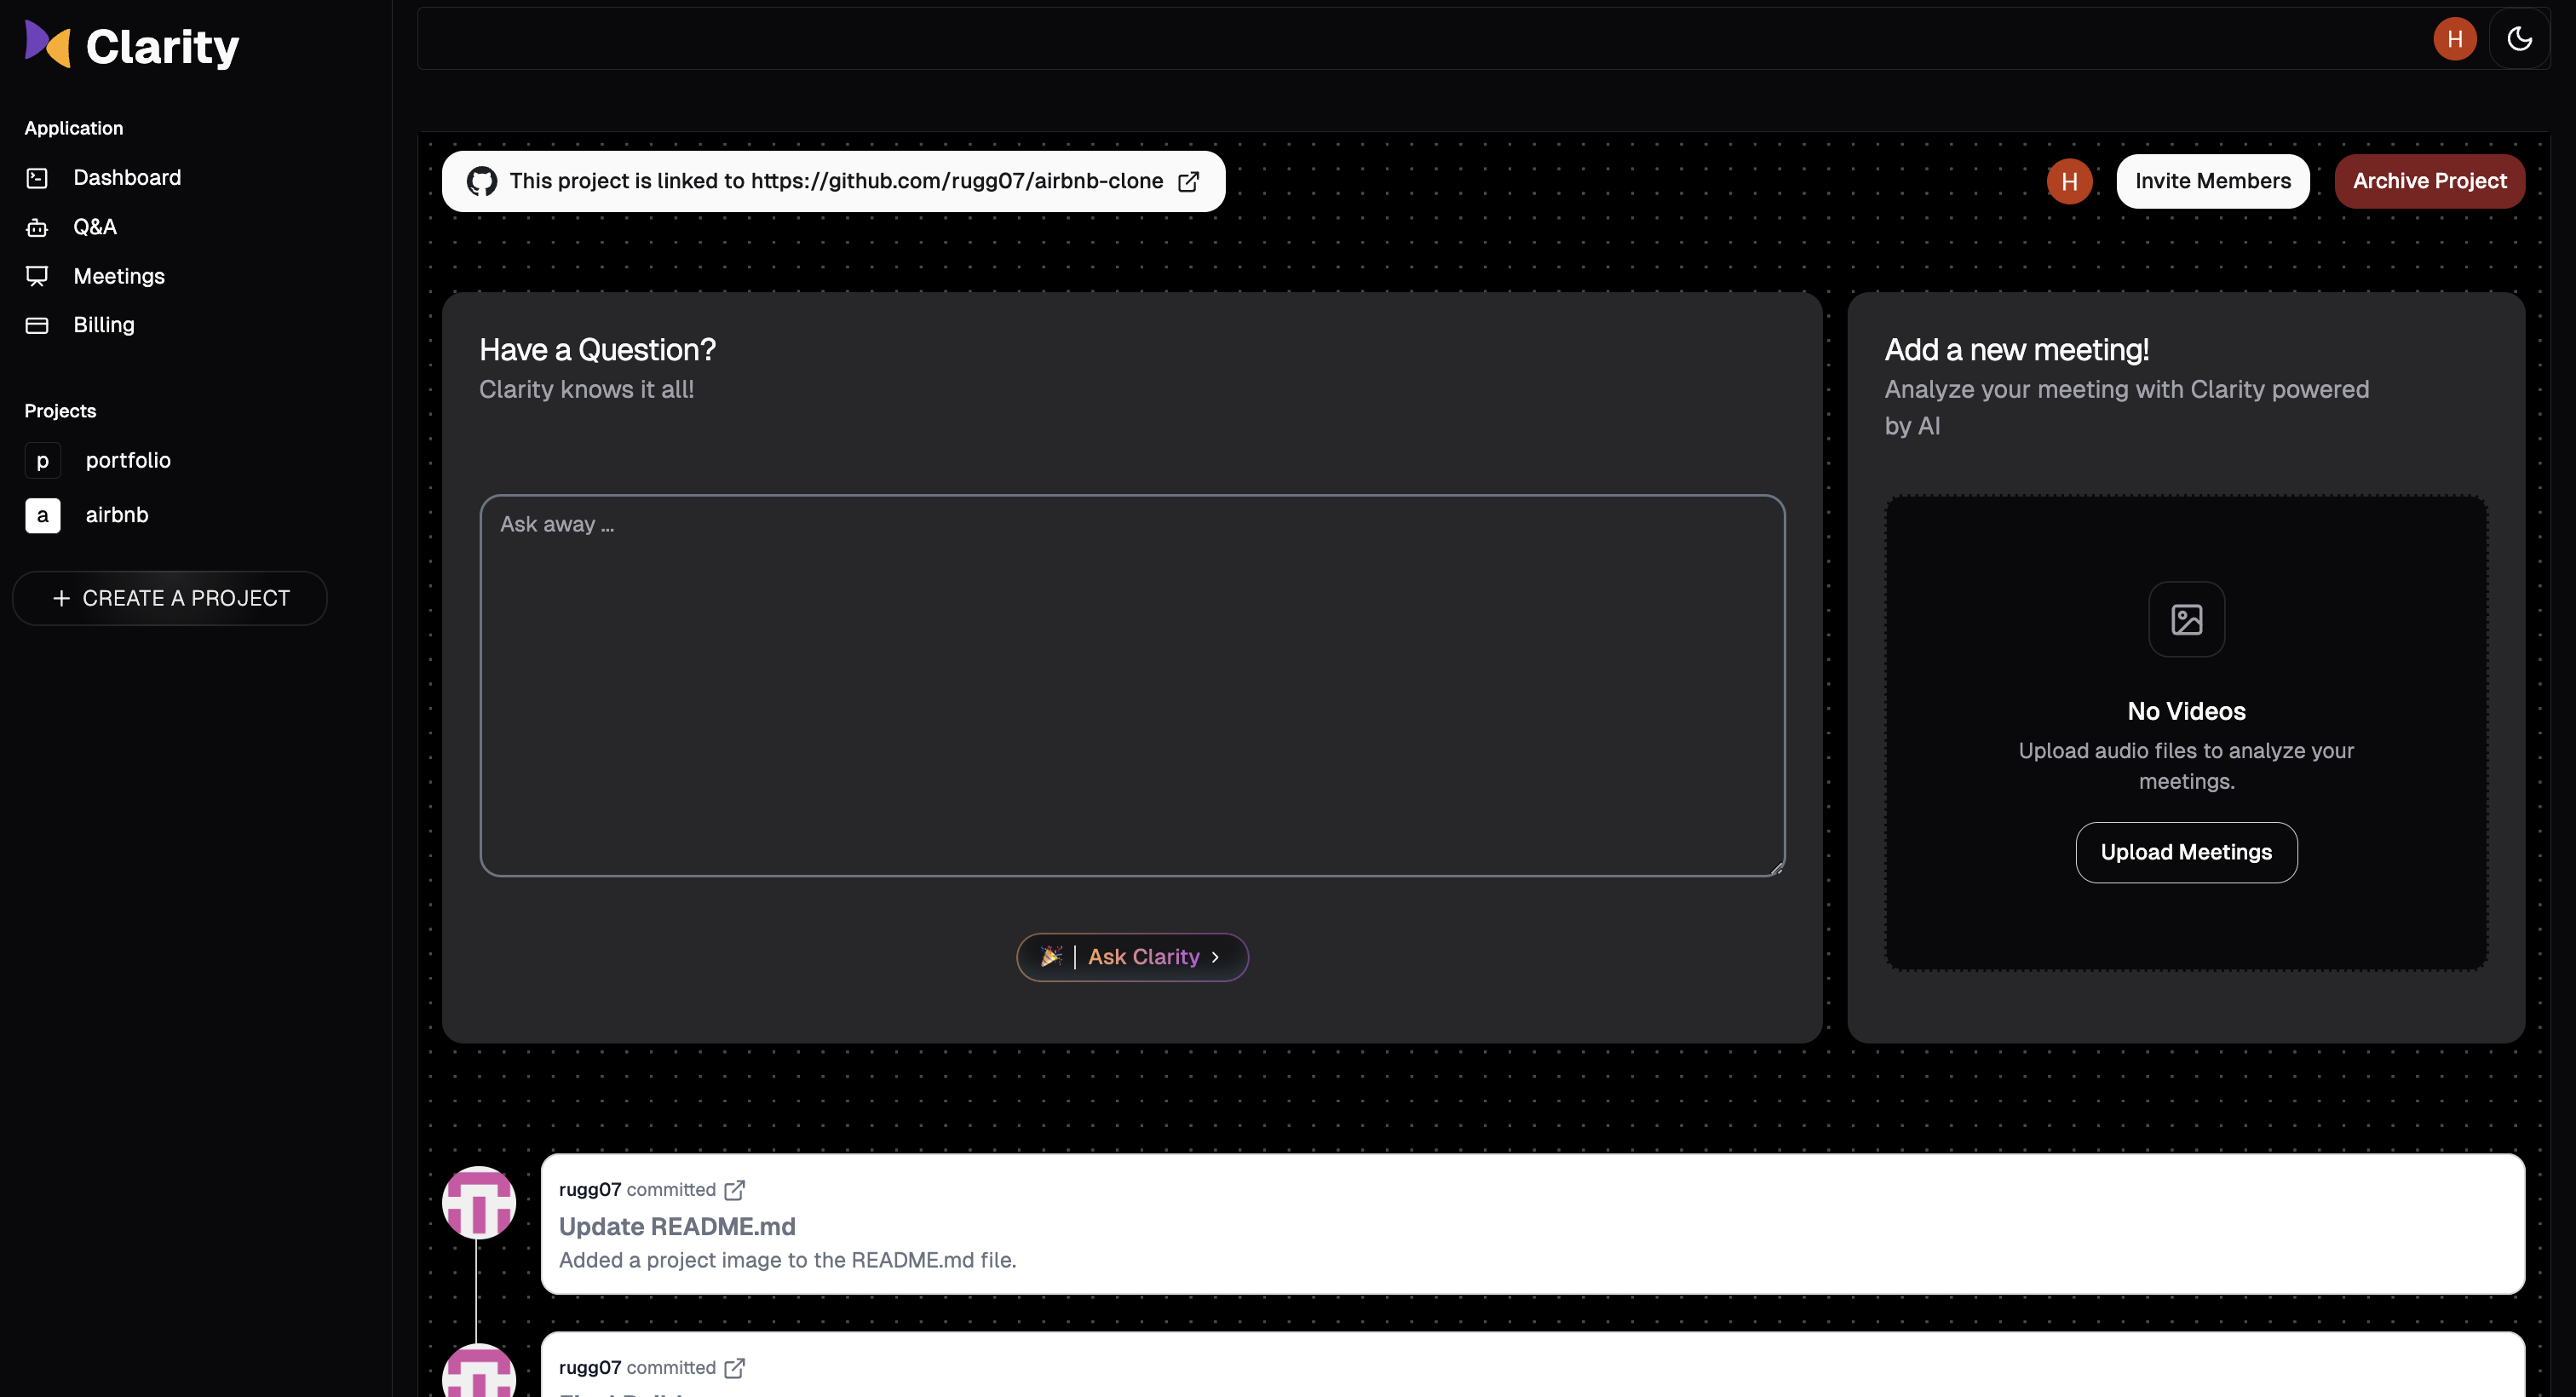 Clarity
H
Application
Dashboard
Q&A
Meetings
Billing
Projects
p portfolio
a airbnb
+ CREATE A PROJECT
This project is linked to https://github.com/rugg07/airbnb-clone
H
Invite Members
Archive Project
Have a Question?
Clarity knows it all!
Ask away ...
🎉 | Ask Clarity >
Add a new meeting!
Analyze your meeting with Clarity powered
by AI
No Videos
Upload audio files to analyze your
meetings.
Upload Meetings
rugg07 committed
Update README.md
Added a project image to the README.md file.
rugg07 committed